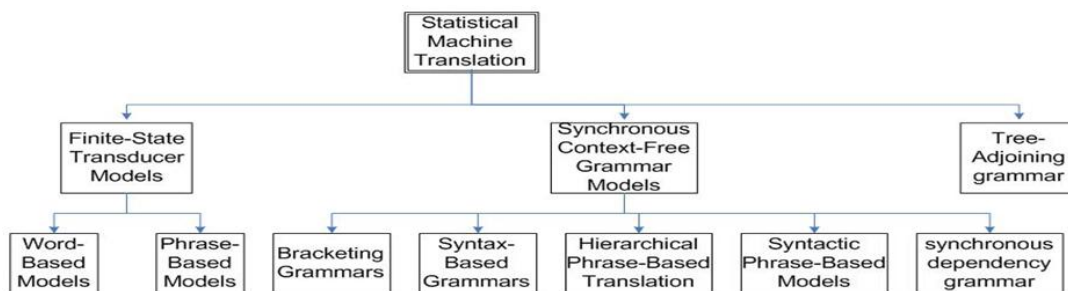 Statistical
Machine
Translation
Finite-State
Transducer
Models
Synchronous
Context-Free
Grammar
Models
Tree-
Adjoining
grammar
Word-
Based
Models
Phrase-
Based
Models
Bracketing
Grammars
Syntax-
Based
Grammars
Hierarchical
Phrase-Based
Translation
Syntactic
Phrase-Based
Models
synchronous
dependency
grammar